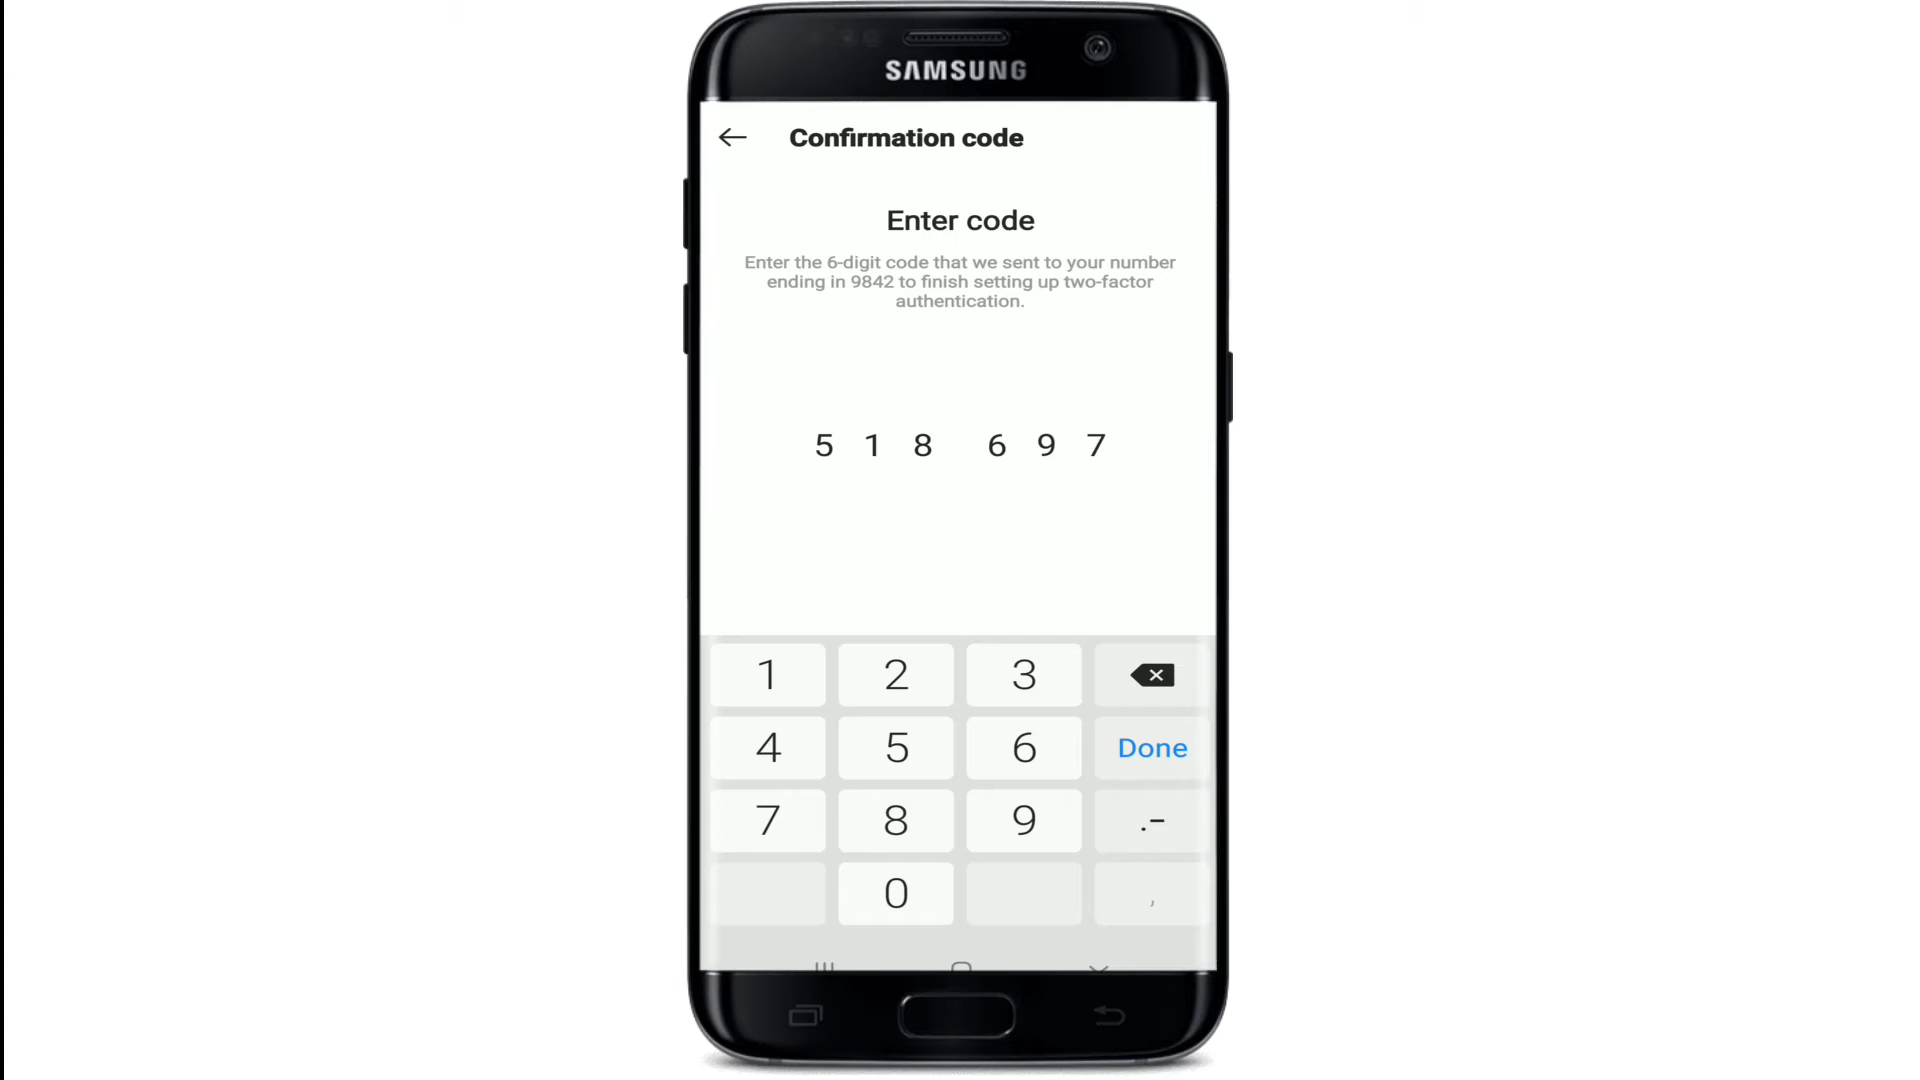 SAMSUNG
Confirmation code
Enter code
Enter the 6-digit code that we sent to your number
ending in 9842 to finish setting up two-factor
authentication.
5 1 8 6 9 7
1 2 3
4 5 6 Done
7 8 9 .-
0 ,